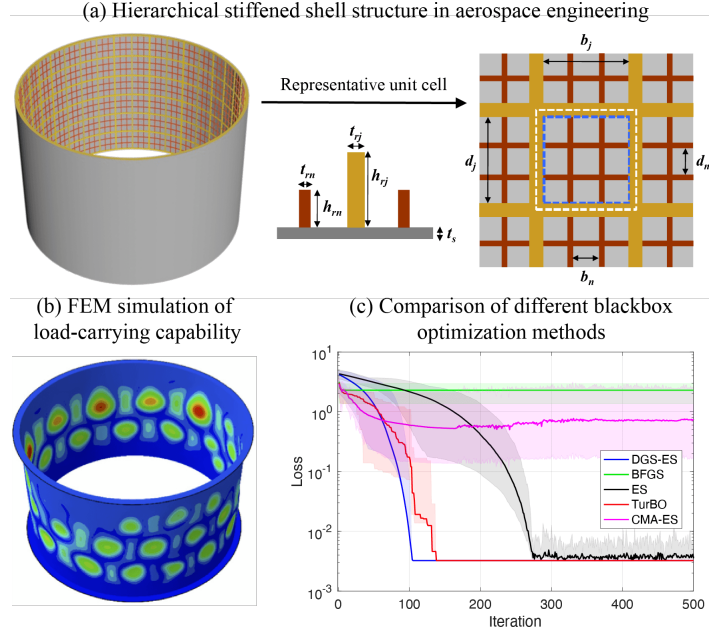 (a) Hierarchical stiffened shell structure in aerospace engineering
Representative unit cell
t_rj
t_rn
h_rj
h_rn
t_s
b_j
d_j
d_n
b_n
(b) FEM simulation of
load-carrying capability
(c) Comparison of different blackbox
optimization methods
10^1
10^0
10^-1
10^-2
10^-3
Loss
DGS-ES
BFGS
ES
TurBO
CMA-ES
0 100 200 300 400 500
Iteration